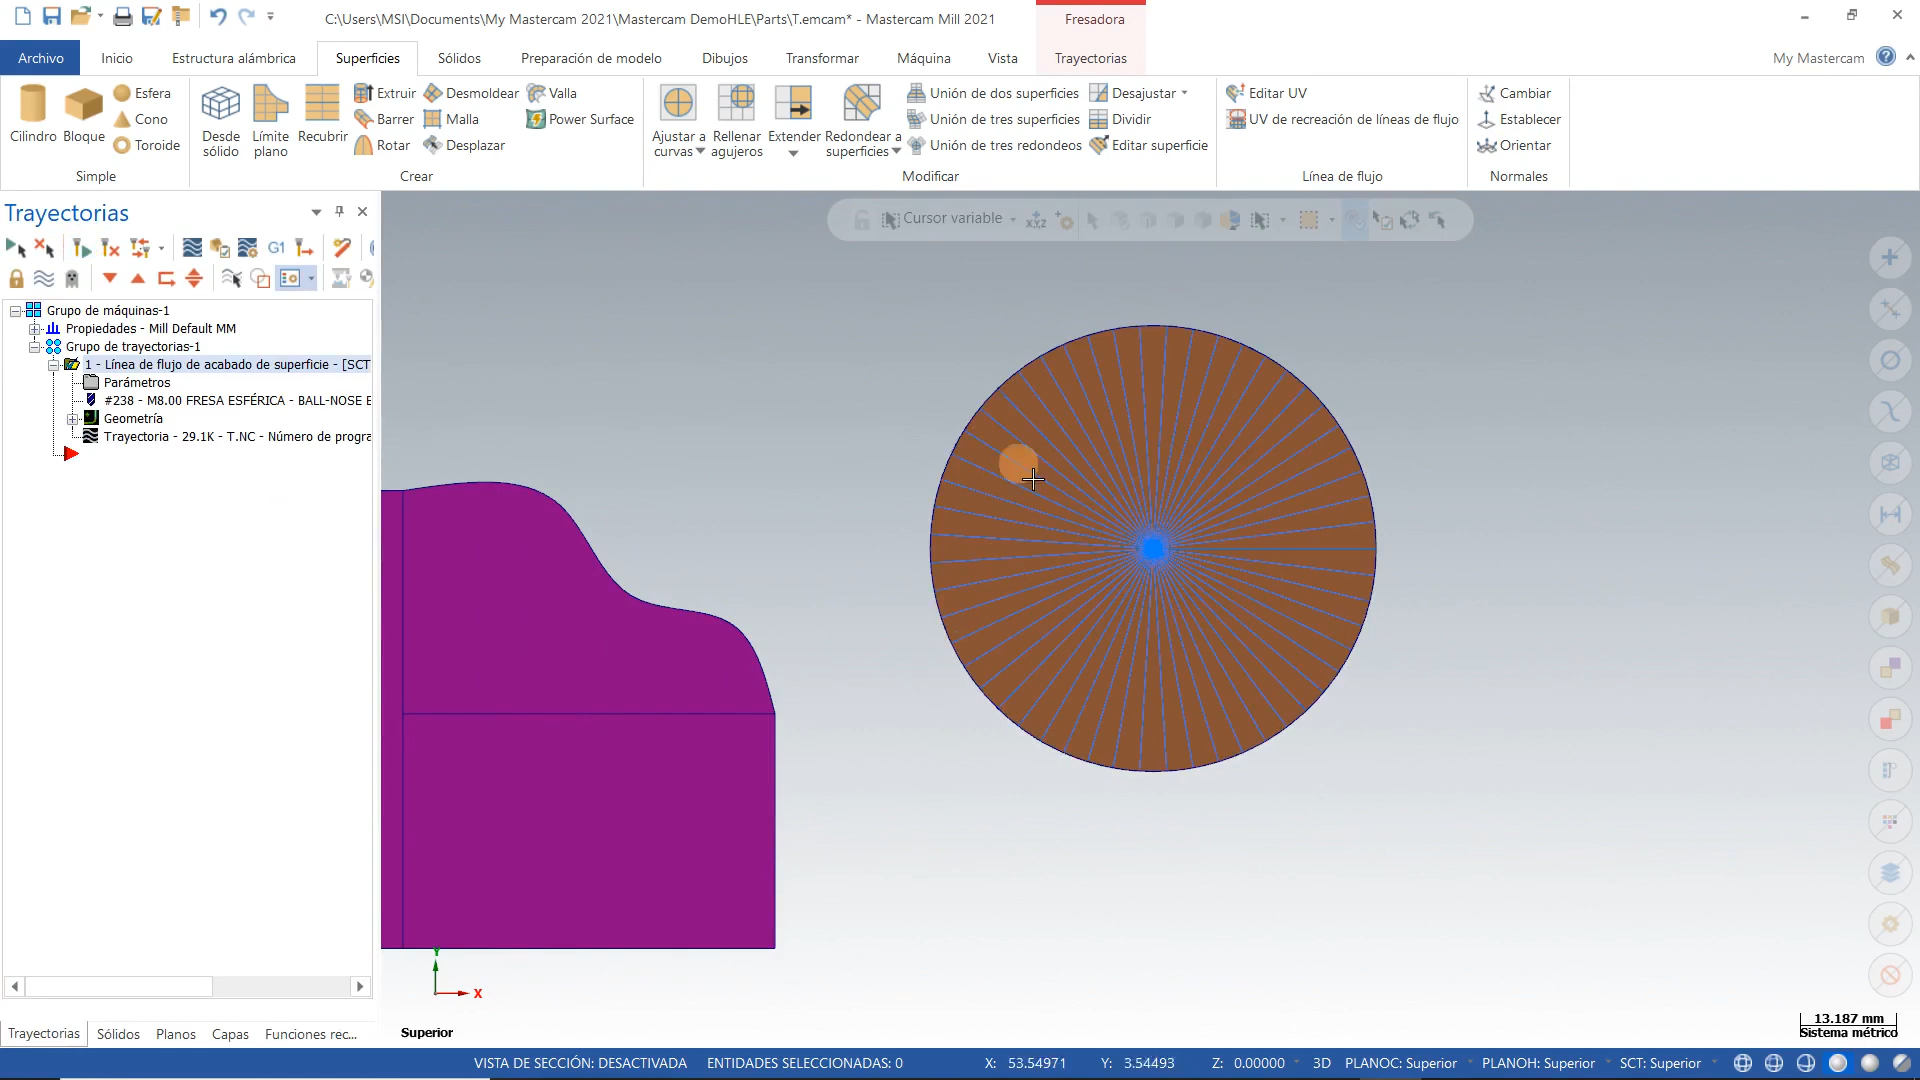 C:\Users\MSI\Documents\My Mastercam 2021\Mastercam DemoHLE\Parts\T.emcam* - Mastercam Mill 2021
Fresadora
Archivo
Inicio
Estructura alámbrica
Superficies
Sólidos
Preparación de modelo
Dibujos
Transformar
Máquina
Vista
Trayectorias
My Mastercam
Cilindro
Bloque
Esfera
Cono
Toroide
Simple
Desde sólido
Límite plano
Recubrir
Extruir
Barrer
Rotar
Desmoldear
Malla
Desplazar
Valla
Power Surface
Crear
Ajustar a curvas
Rellenar agujeros
Extender
Redondear a superficies
Unión de dos superficies
Unión de tres superficies
Unión de tres redondeos
Desajustar
Dividir
Editar superficie
Modificar
Editar UV
UV de recreación de líneas de flujo
Línea de flujo
Cambiar
Establecer
Orientar
Normales
Trayectorias
G1
Grupo de máquinas-1
Propiedades - Mill Default MM
Grupo de trayectorias-1
1 - Línea de flujo de acabado de superficie - [SCT
Parámetros
#238 - M8.00 FRESA ESFÉRICA - BALL-NOSE E
Geometría
Trayectoria - 29.1K - T.NC - Número de progra
Cursor variable
XYZ
Y
X
Superior
13.187 mm
Sistema métrico
Trayectorias
Sólidos
Planos
Capas
Funciones rec...
VISTA DE SECCIÓN: DESACTIVADA
ENTIDADES SELECCIONADAS: 0
X: 53.54971
Y: 3.54493
Z: 0.00000
3D
PLANOC: Superior
PLANOH: Superior
SCT: Superior